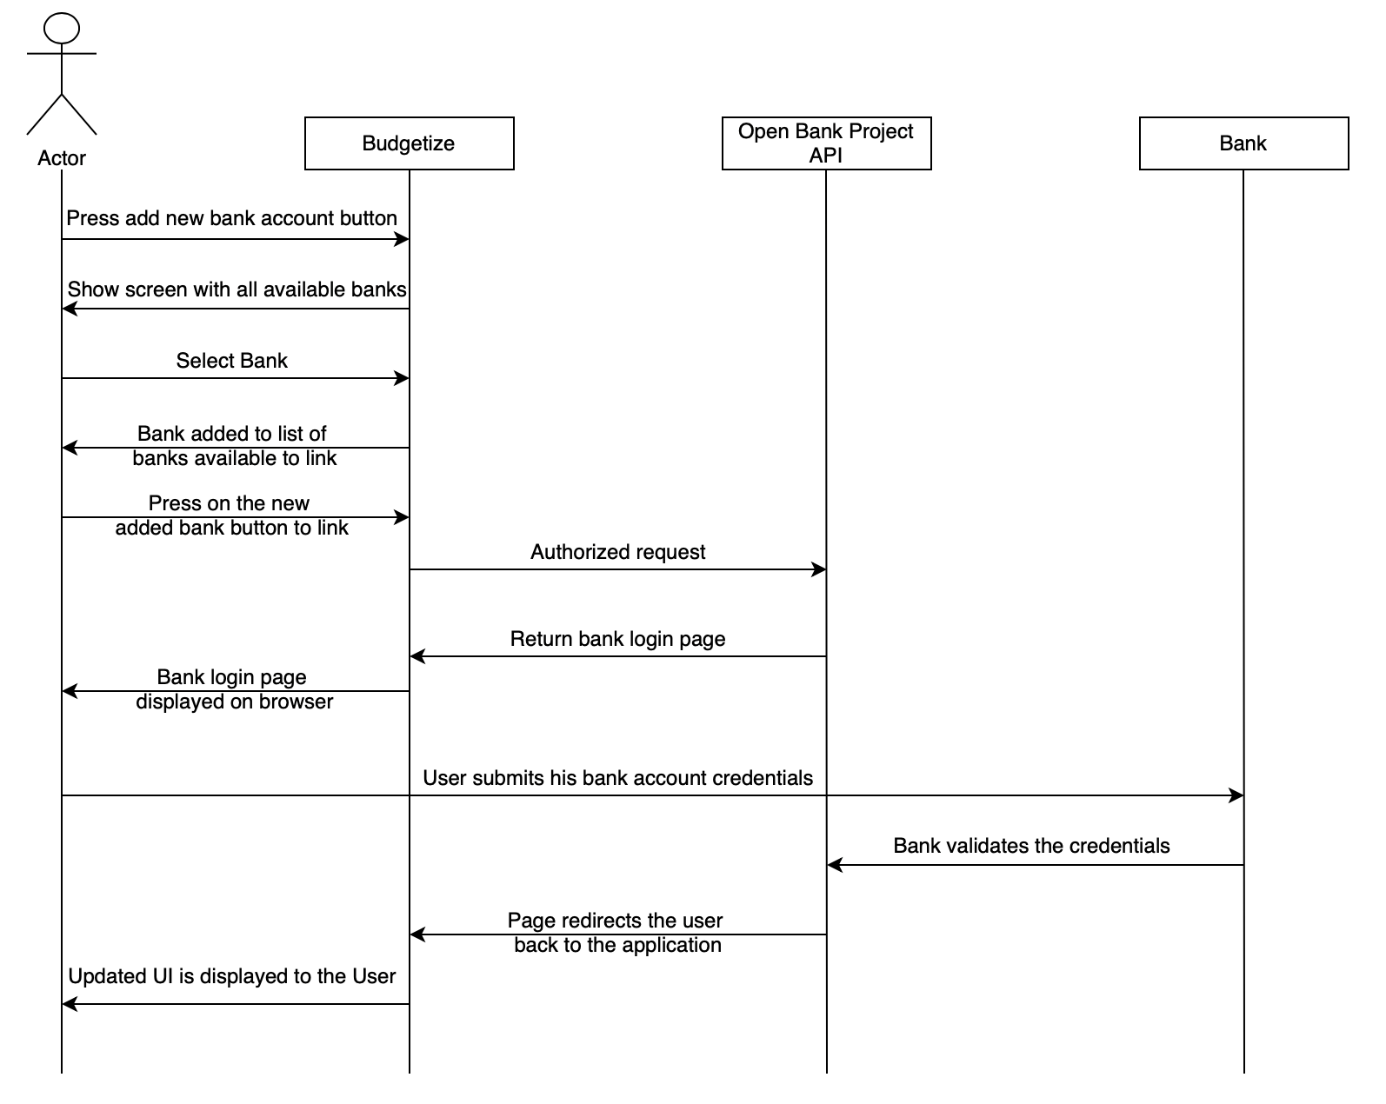 Actor
Budgetize
Open Bank Project
API
Bank
Press add new bank account button
Show screen with all available banks
Select Bank
Bank added to list of
banks available to link
Press on the new
added bank button to link
Authorized request
Return bank login page
Bank login page
displayed on browser
User submits his bank account credentials
Bank validates the credentials
Page redirects the user
back to the application
Updated UI is displayed to the User